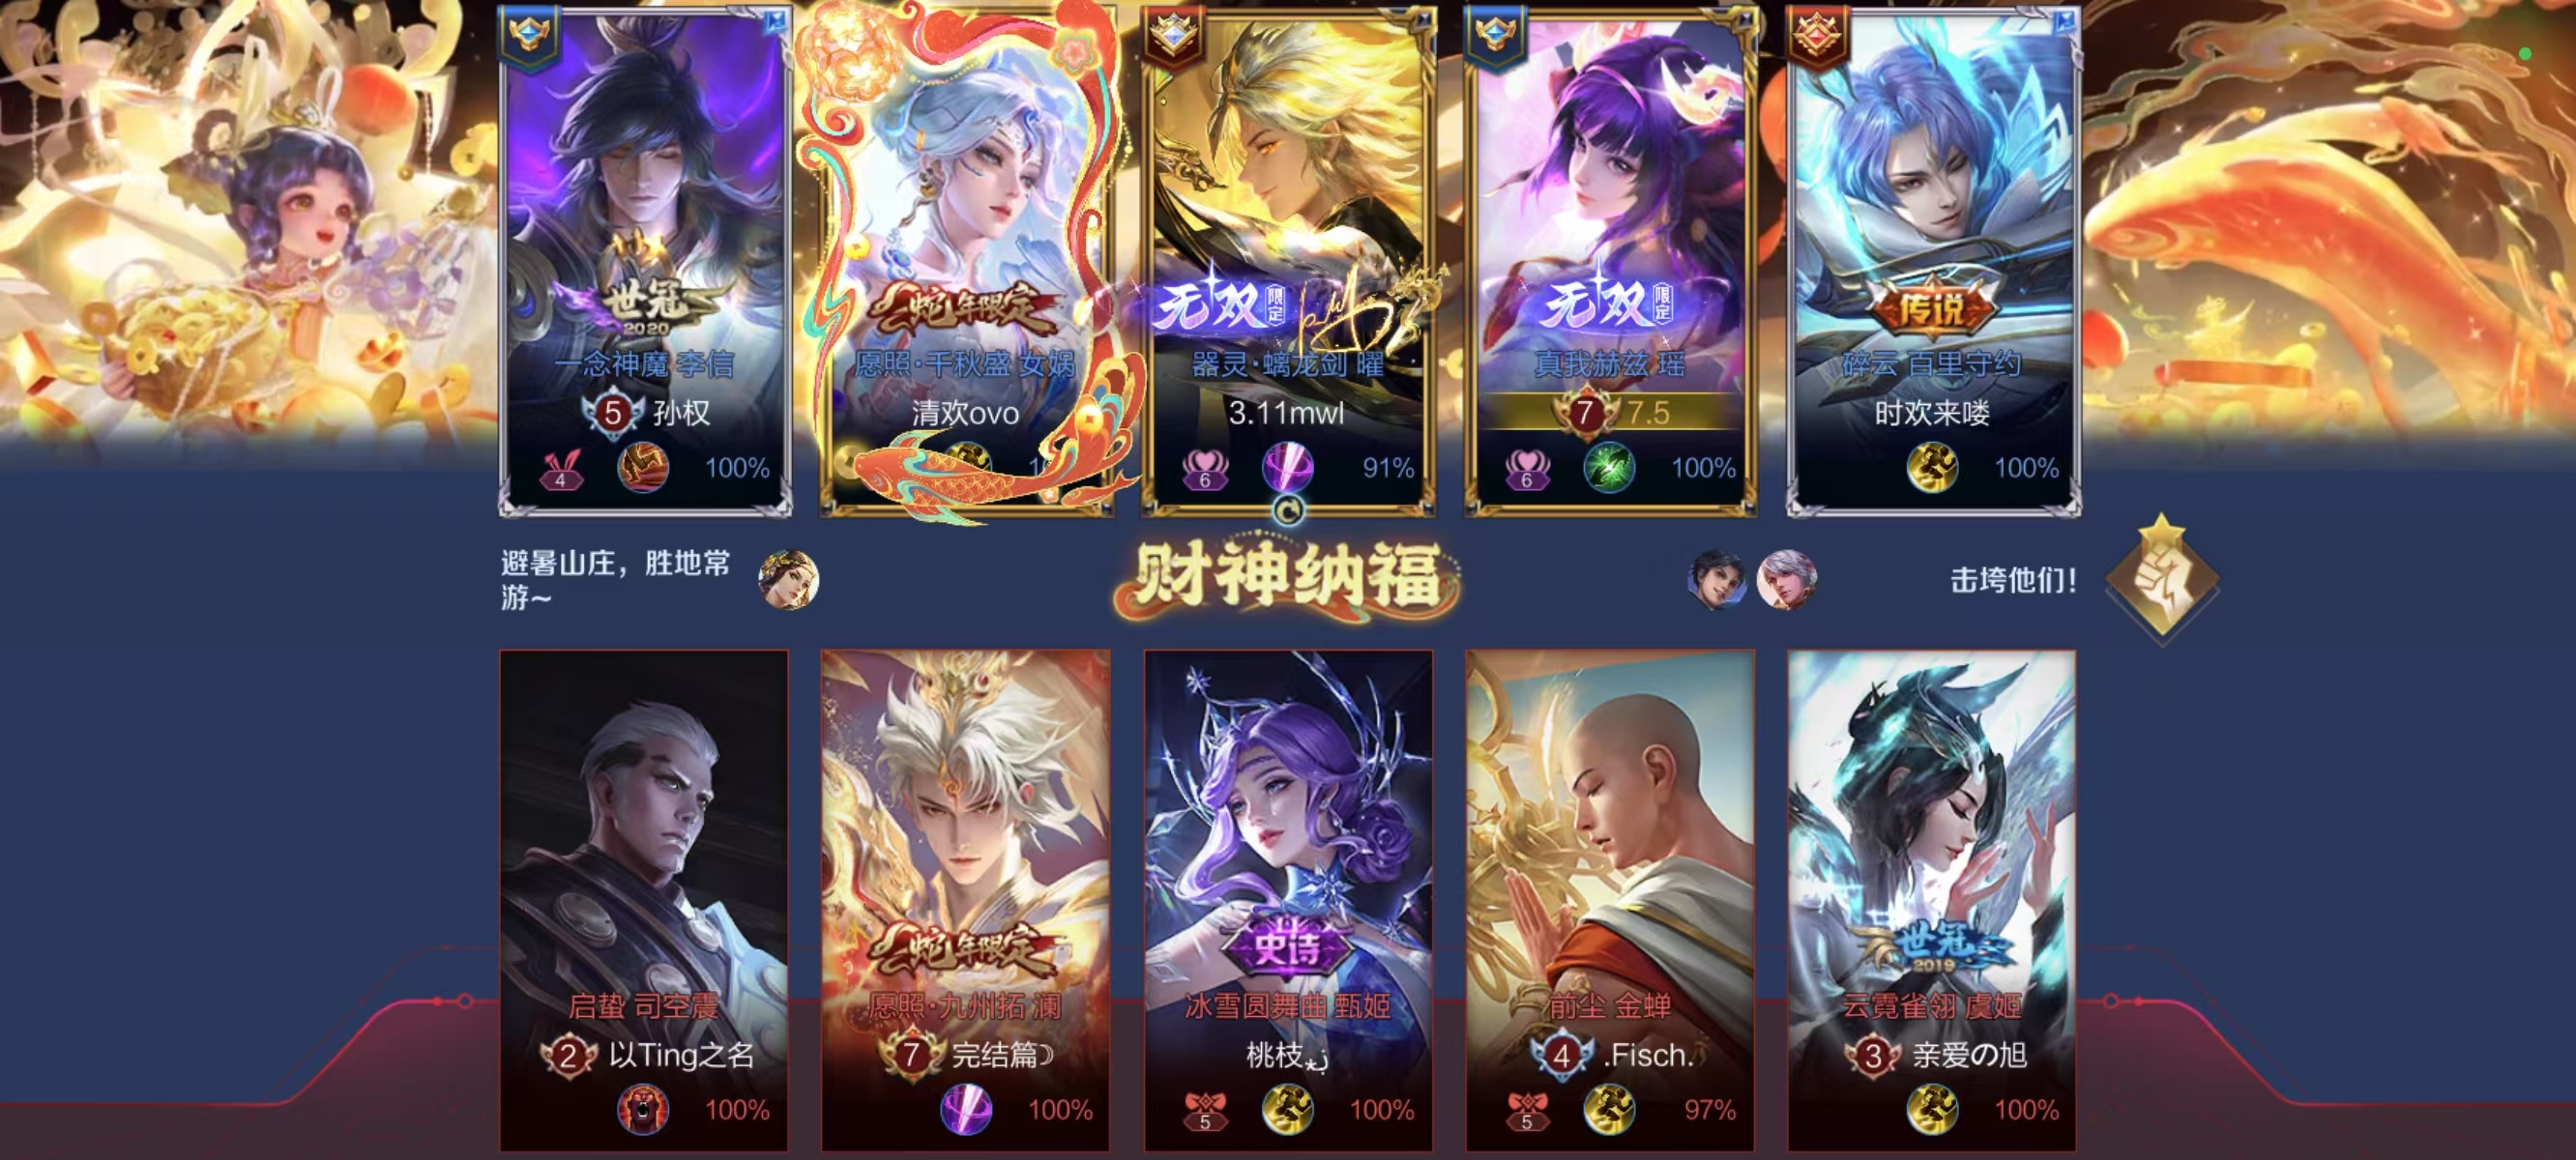 世冠
2020
一念神魔 李信
5 孙权
4
100%
蛇年限定
愿照·千秋盛 女娲
清欢ovo
无双 限定
器灵·螭龙剑 曜
3.11mwl
6
91%
无双 限定
真我赫兹 瑶
7 7.5
6
100%
传说
碎云 百里守约
时欢来喽
100%
避暑山庄，胜地常
游~
财神纳福
击垮他们！
启蛰 司空震
2 以Ting之名
100%
蛇年限定
愿照·九州拓 澜
7 完结篇☽
100%
史诗
冰雪圆舞曲 甄姬
桃枝
5
100%
前尘 金蝉
4 .Fisch.
5
97%
世冠
2019
云霓雀翎 虞姬
3 亲爱の旭
100%